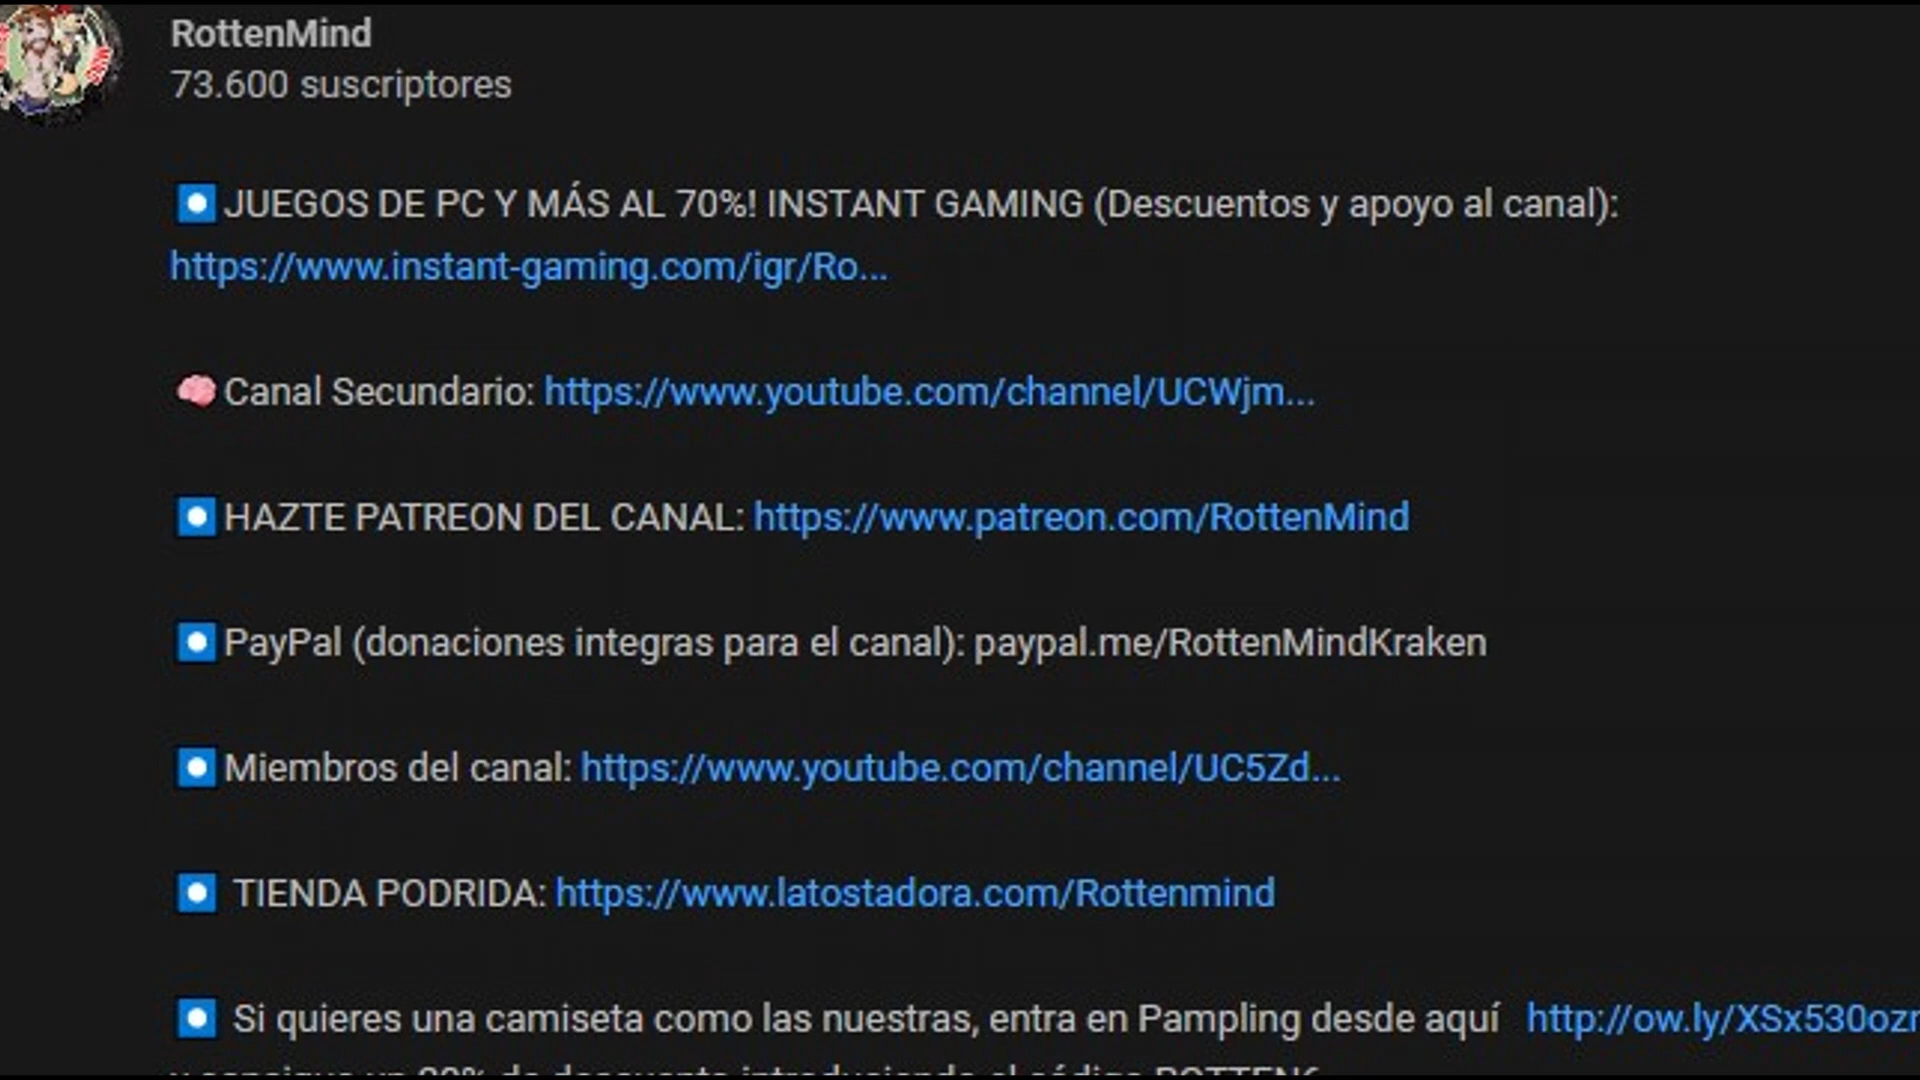 RottenMind
73.600 suscriptores
JUEGOS DE PC Y MÁS AL 70%! INSTANT GAMING (Descuentos y apoyo al canal):
https://www.instant-gaming.com/igr/Ro...
Canal Secundario: https://www.youtube.com/channel/UCWjm...
HAZTE PATREON DEL CANAL: https://www.patreon.com/RottenMind
PayPal (donaciones integras para el canal): paypal.me/RottenMindKraken
Miembros del canal: https://www.youtube.com/channel/UC5Zd...
TIENDA PODRIDA: https://www.latostadora.com/Rottenmind
Si quieres una camiseta como las nuestras, entra en Pampling desde aquí http://ow.ly/XSx530oz